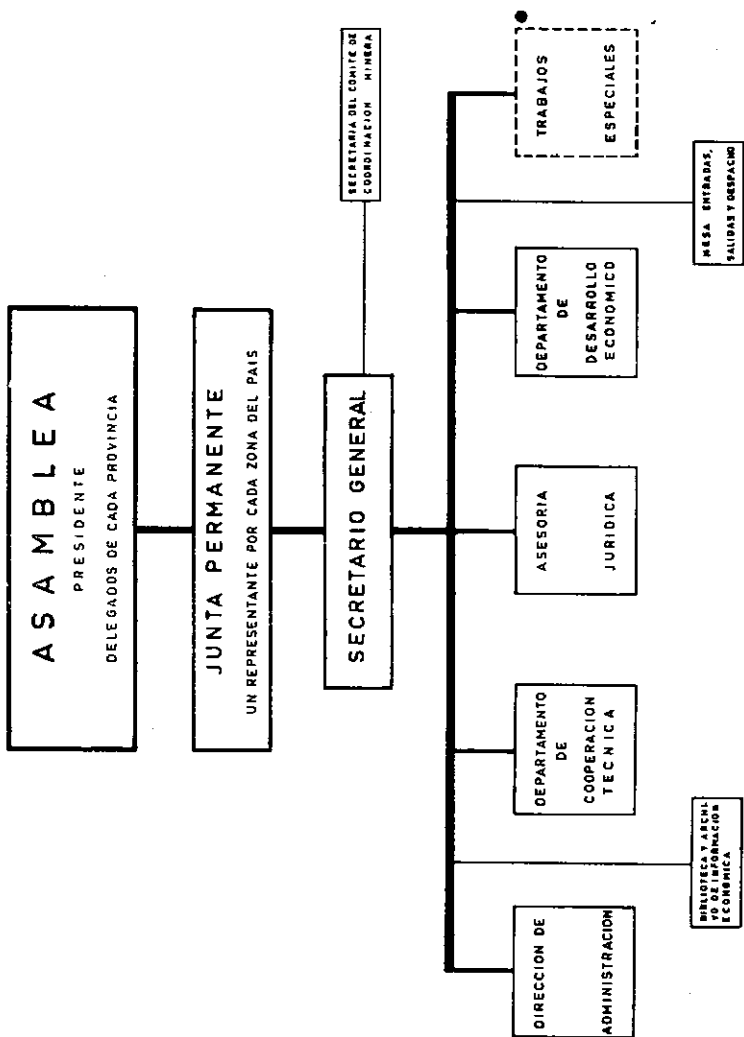 ASAMBLEA
PRESIDENTE
DELEGADOS DE CADA PROVINCIA
JUNTA PERMANENTE
UN REPRESENTANTE POR CADA ZONA DEL PAIS
SECRETARIO GENERAL
SECRETARIA DEL COMITE DE
COORDINACION MINERA
DIRECCION DE
ADMINISTRACION
DEPARTAMENTO
DE
COOPERACION
TECNICA
ASESORIA
JURIDICA
DEPARTAMENTO
DE
DESARROLLO
ECONOMICO
TRABAJOS
ESPECIALES
BIBLIOTECA Y ARCHI-
VO DE INFORMACION
ECONOMICA
MESA ENTRADAS,
SALIDAS Y DESPACHO